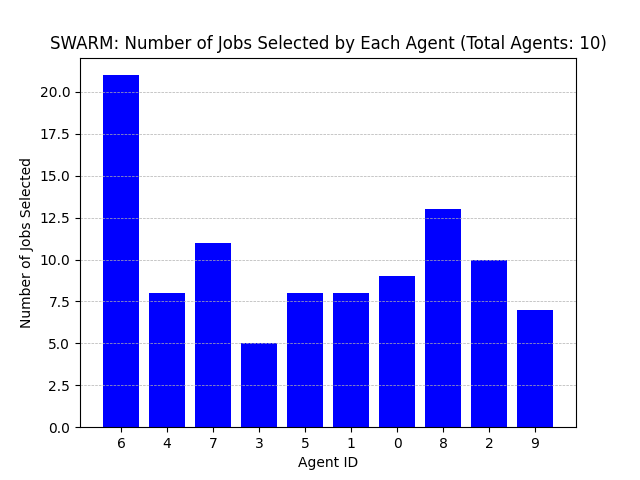 SWARM: Number of Jobs Selected by Each Agent (Total Agents: 10)
20.0
17.5
15.0
12.5
10.0
7.5
5.0
2.5
0.0
Number of Jobs Selected
6 4 7 3 5 1 0 8 2 9
Agent ID